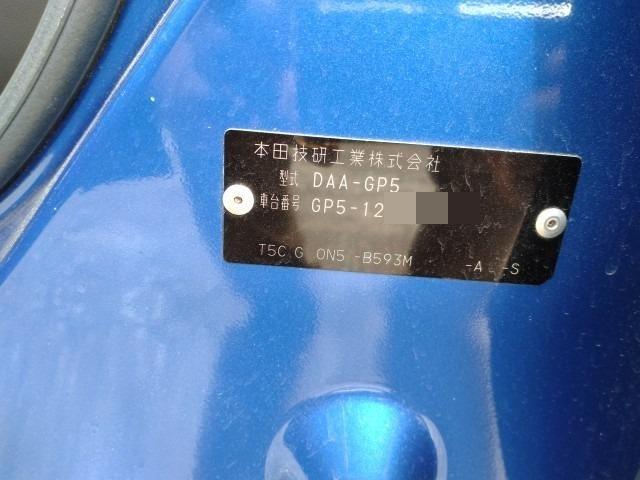 本田技研工業株式会社
型式 DAA-GP5
車台番号 GP5-12
T5C G ON5 -B593M -A -S